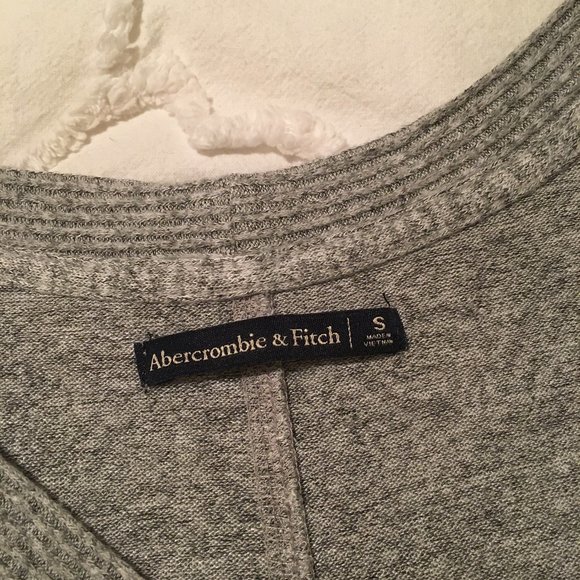 Abercrombie & Fitch | S
MADE IN
VIETNAM